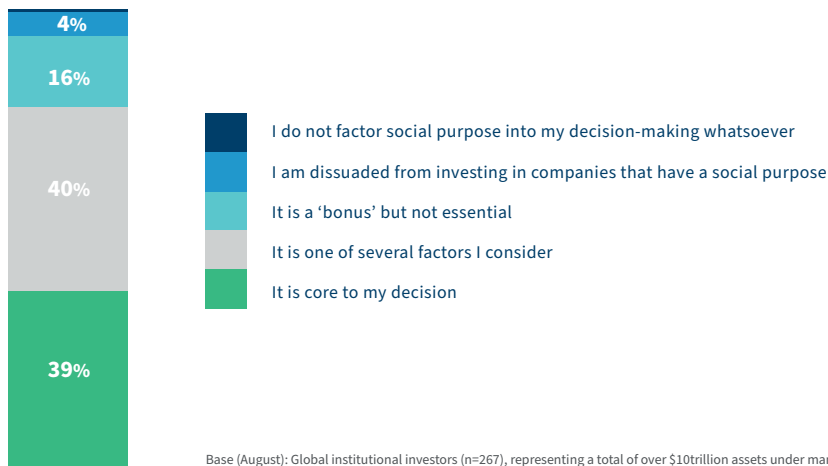 4%
16%
40%
39%
I do not factor social purpose into my decision-making whatsoever
I am dissuaded from investing in companies that have a social purpose
It is a ‘bonus’ but not essential
It is one of several factors I consider
It is core to my decision
Base (August): Global institutional investors (n=267), representing a total of over $10trillion assets under